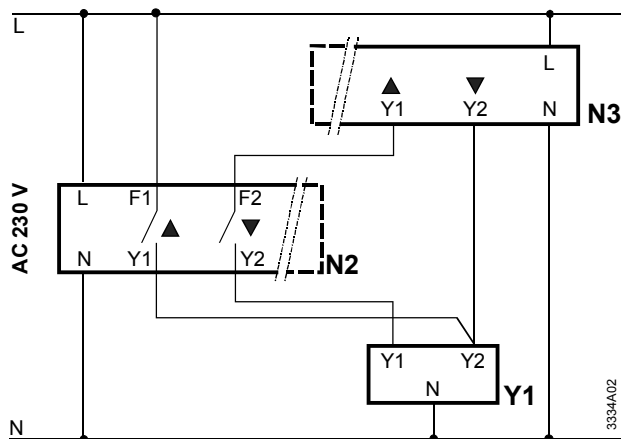 L
L
Y1 Y2 N
N3
AC 230 V
L F1 F2
N Y1 Y2
N2
Y1 Y2
N
Y1
3334A02
N